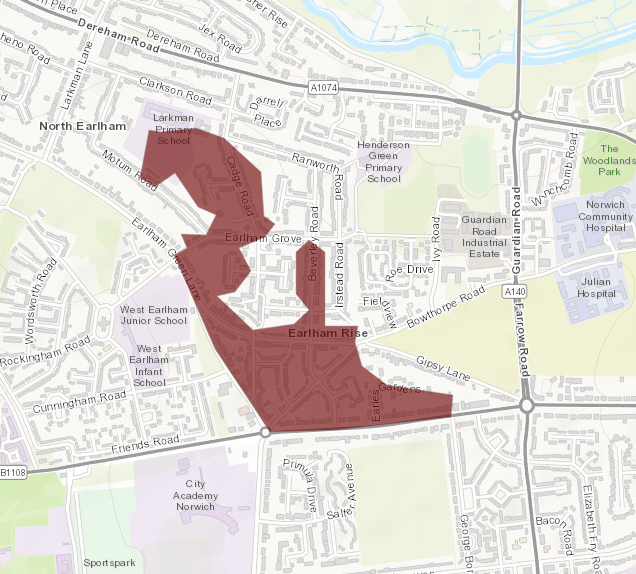 Dereham Road
Jex Road
Dereham Road
Larkman Lane
Clarkson Road
A1074
Darrell
Place
North Earlham
Larkman
Primary
School
Motum Road
Cadge Road
Ranworth
Road
Henderson
Green
Primary
School
The
Woodlands
Park
Wynchcomb Road
Norwich
Community
Hospital
Guardian Road
Guardian
Road
Industrial
Estate
Ivy Road
Earlham Green Lane
Earlham Grove
Beverley Road
Irstead Road
Roe Drive
Fieldview
Bowthorpe Road
A140
Julian
Hospital
Farrow Road
Wordsworth Road
West Earlham
Junior School
Earlham Rise
Rockingham Road
West
Earlham
Infant
School
Gipsy Lane
Earles
Gardens
Cunningham Road
Friends Road
B1108
City
Academy
Norwich
Primula Drive
Salter Avenue
Sportspark
George Bor
Bacon Road
Elizabeth Fry Roa